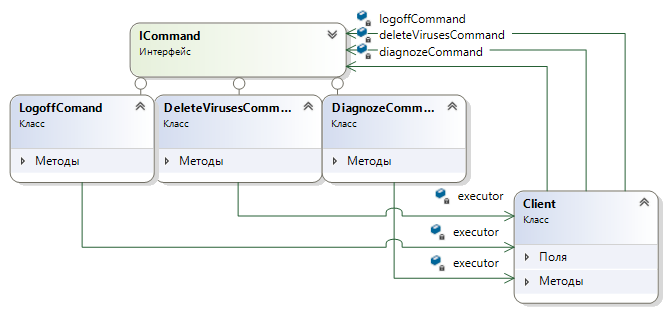 ICommand
Интерфейс
logoffCommand
deleteVirusesCommand
diagnozeCommand
LogoffComand
Класс
Методы
DeleteVirusesComm...
Класс
Методы
DiagnozeComm...
Класс
Методы
executor
executor
executor
Client
Класс
Поля
Методы